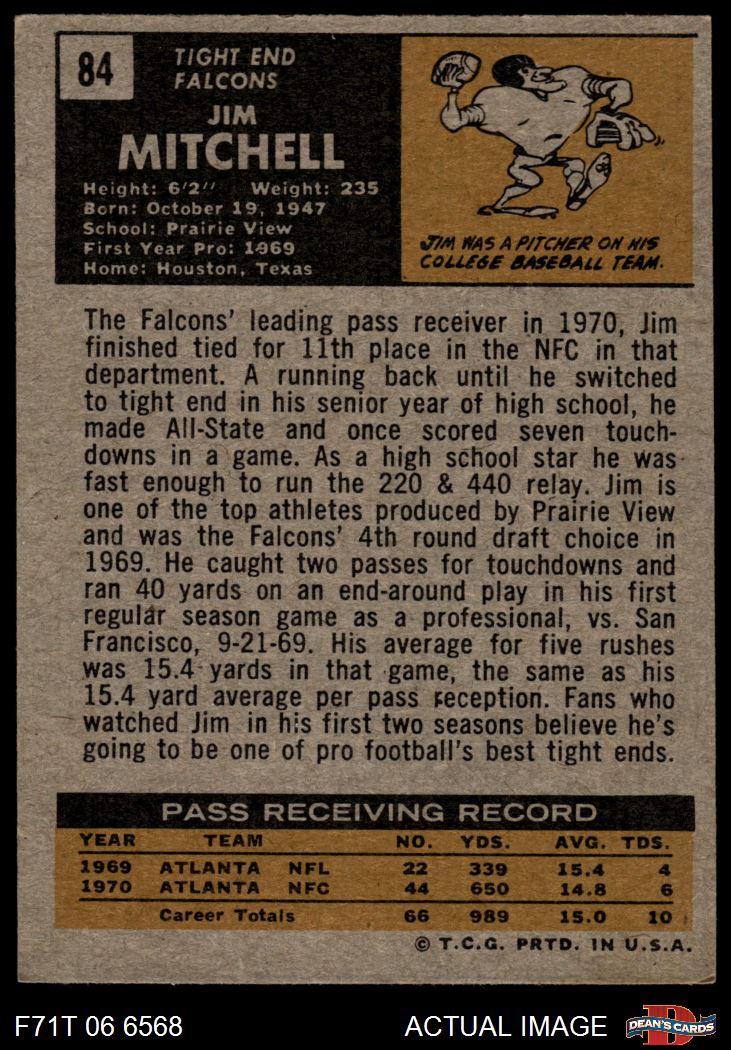 84
TIGHT END
FALCONS
JIM
MITCHELL
Height: 6'2" Weight: 235
Born: October 19, 1947
School: Prairie View
First Year Pro: 1969
Home: Houston, Texas
JIM WAS A PITCHER ON HIS
COLLEGE BASEBALL TEAM.
The Falcons' leading pass receiver in 1970, Jim
finished tied for 11th place in the NFC in that
department. A running back until he switched
to tight end in his senior year of high school, he
made All-State and once scored seven touch-
downs in a game. As a high school star he was
fast enough to run the 220 & 440 relay. Jim is
one of the top athletes produced by Prairie View
and was the Falcons' 4th round draft choice in
1969. He caught two passes for touchdowns and
ran 40 yards on an end-around play in his first
regular season game as a professional, vs. San
Francisco, 9-21-69. His average for five rushes
was 15.4 yards in that game, the same as his
15.4 yard average per pass reception. Fans who
watched Jim in his first two seasons believe he's
going to be one of pro football's best tight ends.
PASS RECEIVING RECORD
YEAR TEAM NO. YDS. AVG. TDS.
1969 ATLANTA NFL 22 339 15.4 4
1970 ATLANTA NFC 44 650 14.8 6
Career Totals 66 989 15.0 10
© T.C.G. PRTD. IN U.S.A.
F71T 06 6568 ACTUAL IMAGE D DEAN'S CARDS